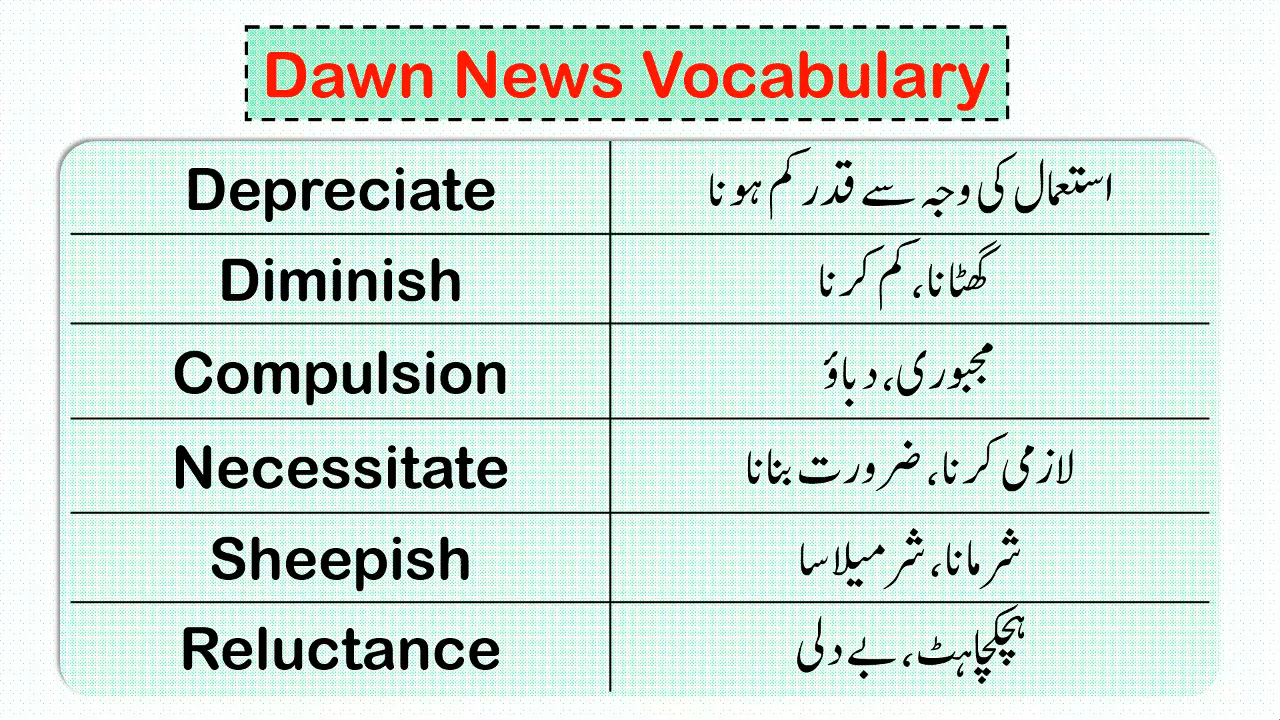 Dawn News Vocabulary
Depreciate استعمال کی وجہ سے قدر کم ہونا
Diminish گھٹانا، کم کرنا
Compulsion مجبوری، دباؤ
Necessitate لازمی کرنا، ضرورت بنانا
Sheepish شرمانا، شرمیلا سا
Reluctance ہچکچاہٹ، بے دلی